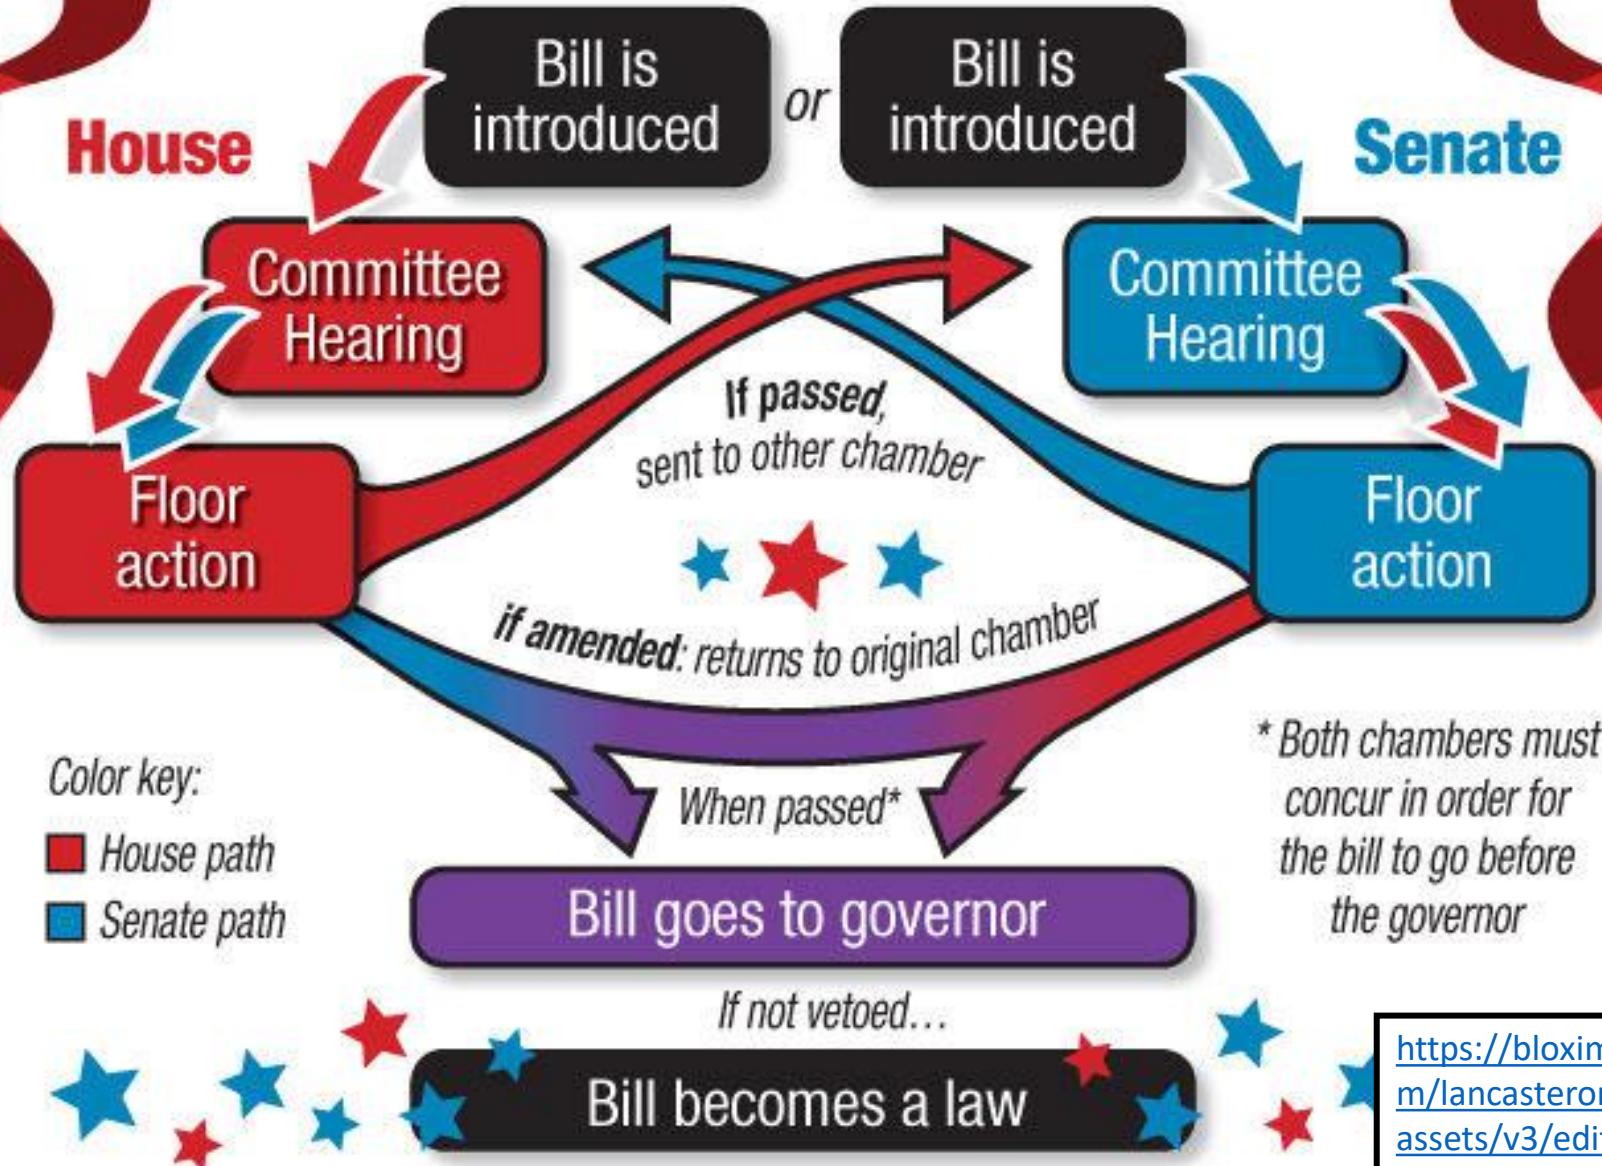 Bill is
introduced
or
Bill is
introduced
House
Senate
Committee
Hearing
Committee
Hearing
If passed,
sent to other chamber
Floor
action
Floor
action
if amended: returns to original chamber
Color key:
House path
Senate path
When passed*
* Both chambers must
concur in order for
the bill to go before
the governor
Bill goes to governor
If not vetoed...
Bill becomes a law
https://bloxim
m/lancasteron
assets/v3/edit